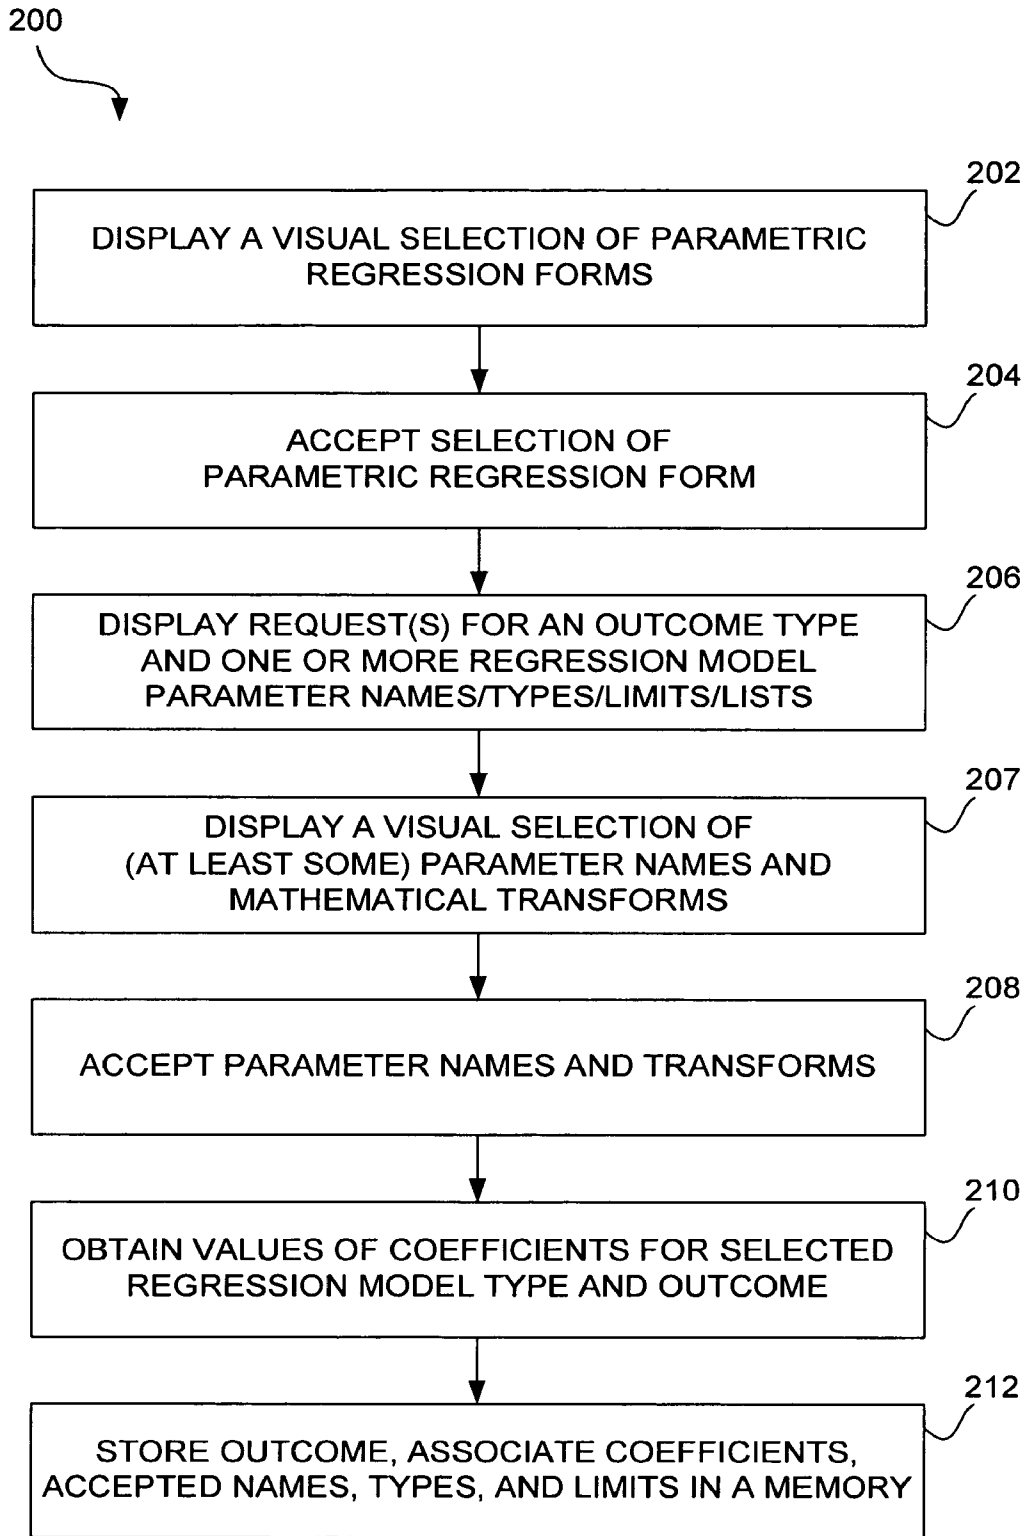 200
202
DISPLAY A VISUAL SELECTION OF PARAMETRIC
REGRESSION FORMS
204
ACCEPT SELECTION OF
PARAMETRIC REGRESSION FORM
206
DISPLAY REQUEST(S) FOR AN OUTCOME TYPE
AND ONE OR MORE REGRESSION MODEL
PARAMETER NAMES/TYPES/LIMITS/LISTS
207
DISPLAY A VISUAL SELECTION OF
(AT LEAST SOME) PARAMETER NAMES AND
MATHEMATICAL TRANSFORMS
208
ACCEPT PARAMETER NAMES AND TRANSFORMS
210
OBTAIN VALUES OF COEFFICIENTS FOR SELECTED
REGRESSION MODEL TYPE AND OUTCOME
212
STORE OUTCOME, ASSOCIATE COEFFICIENTS,
ACCEPTED NAMES, TYPES, AND LIMITS IN A MEMORY